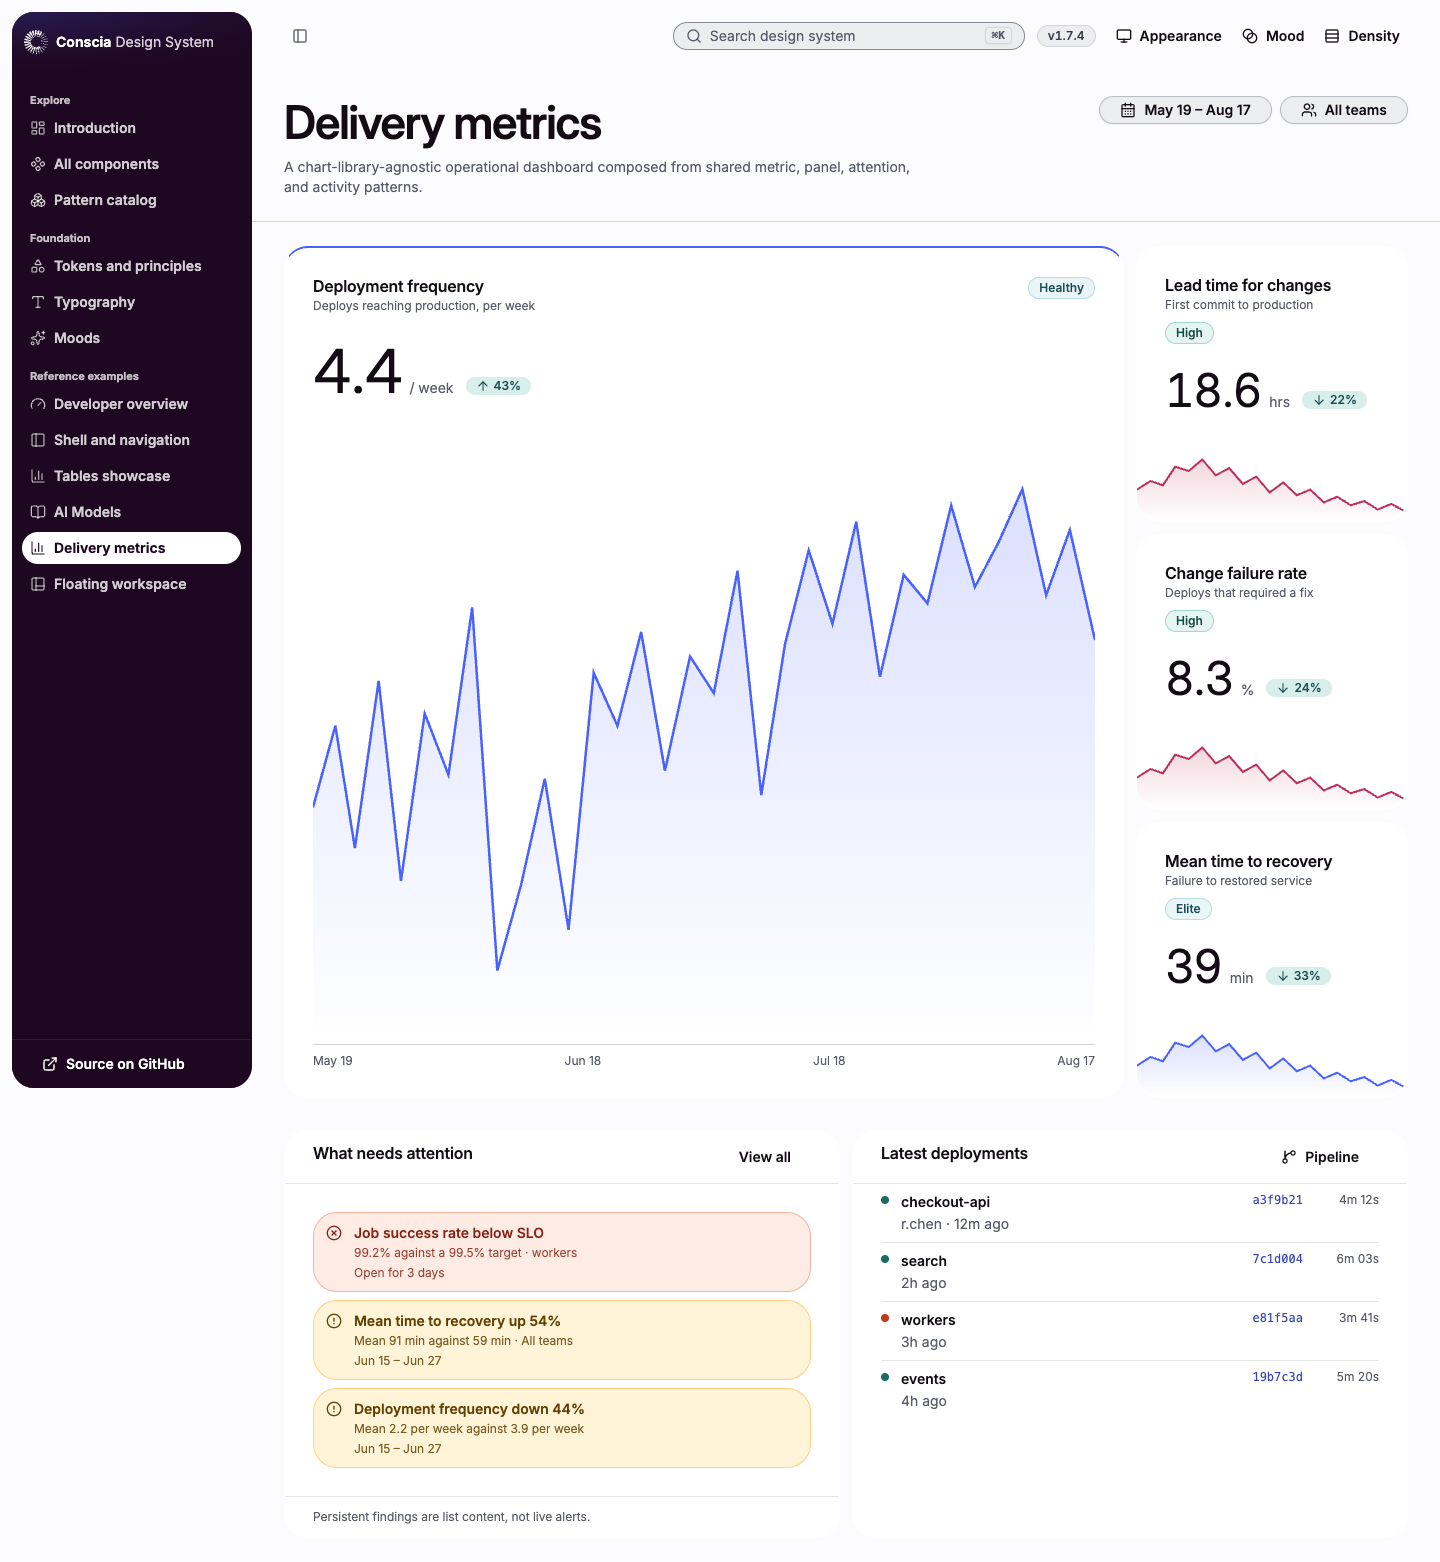 Conscia Design System
Explore
Introduction
All components
Pattern catalog
Foundation
Tokens and principles
Typography
Moods
Reference examples
Developer overview
Shell and navigation
Tables showcase
AI Models
Delivery metrics
Floating workspace
Source on GitHub
Search design system
⌘K
v1.7.4
Appearance
Mood
Density
Delivery metrics
A chart-library-agnostic operational dashboard composed from shared metric, panel, attention,
and activity patterns.
May 19 – Aug 17
All teams
Deployment frequency
Deploys reaching production, per week
Healthy
4.4 / week ↑ 43%
May 19
Jun 18
Jul 18
Aug 17
Lead time for changes
First commit to production
High
18.6 hrs ↓ 22%
Change failure rate
Deploys that required a fix
High
8.3 % ↓ 24%
Mean time to recovery
Failure to restored service
Elite
39 min ↓ 33%
What needs attention
View all
Job success rate below SLO
99.2% against a 99.5% target · workers
Open for 3 days
Mean time to recovery up 54%
Mean 91 min against 59 min · All teams
Jun 15 – Jun 27
Deployment frequency down 44%
Mean 2.2 per week against 3.9 per week
Jun 15 – Jun 27
Persistent findings are list content, not live alerts.
Latest deployments
Pipeline
checkout-api a3f9b21 4m 12s
r.chen · 12m ago
search 7c1d004 6m 03s
2h ago
workers e81f5aa 3m 41s
3h ago
events 19b7c3d 5m 20s
4h ago